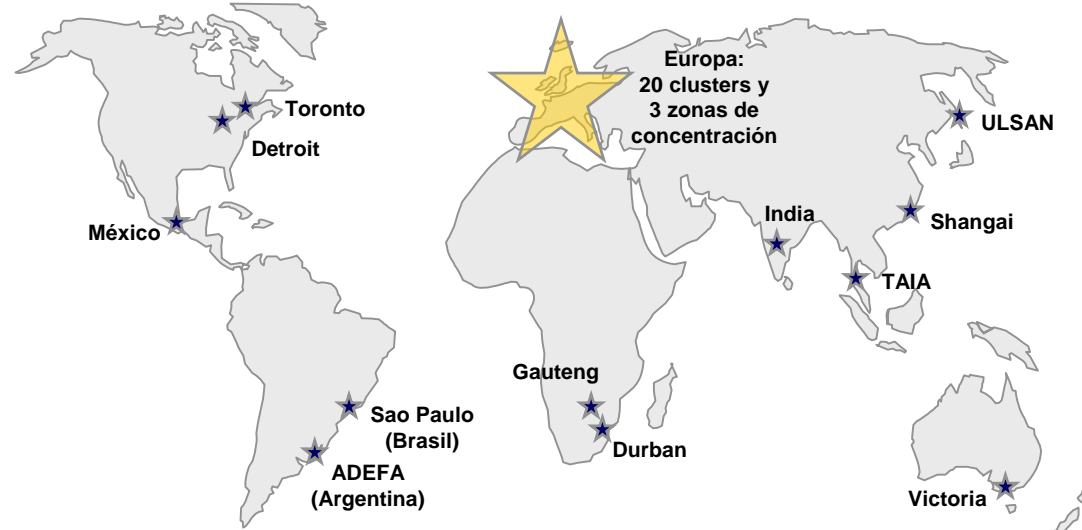 Europa:
20 clusters y
3 zonas de
concentración
Toronto
Detroit
ULSAN
México
India
Shangai
TAIA
Gauteng
Sao Paulo
(Brasil)
Durban
ADEFA
(Argentina)
Victoria